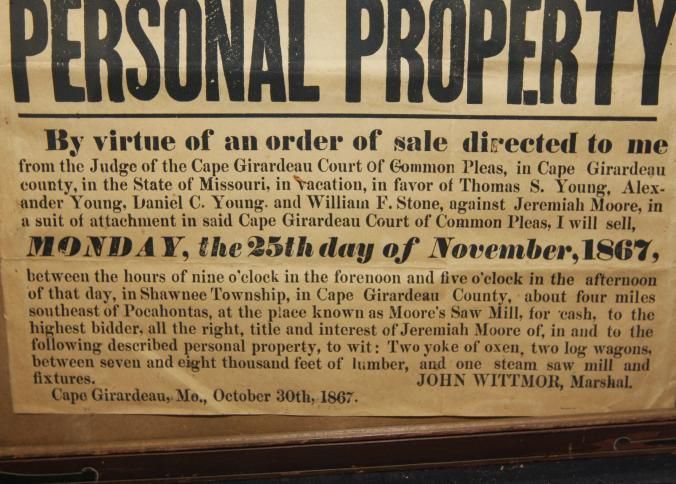 PERSONAL PROPERTY
By virtue of an order of sale directed to me
from the Judge of the Cape Girardeau Court of Common Pleas, in Cape Girardeau
county, in the State of Missouri, in vacation, in favor of Thomas S. Young, Alex-
ander Young, Daniel C. Young. and William F. Stone, against Jeremiah Moore, in
a suit of attachment in said Cape Girardeau Court of Common Pleas, I will sell,
MONDAY, the 25th day of November, 1867,
between the hours of nine o'clock in the forenoon and five o'clock in the afternoon
of that day, in Shawnee Township, in Cape Girardeau County, about four miles
southeast of Pocahontas, at the place known as Moore's Saw Mill, for cash, to the
highest bidder, all the right, title and interest of Jeremiah Moore of, in and to the
following described personal property, to wit: Two yoke of oxen, two log wagons,
between seven and eight thousand feet of lumber, and one steam saw mill and
fixtures. JOHN WITTMOR, Marshal.
Cape Girardeau, Mo., October 30th, 1867.